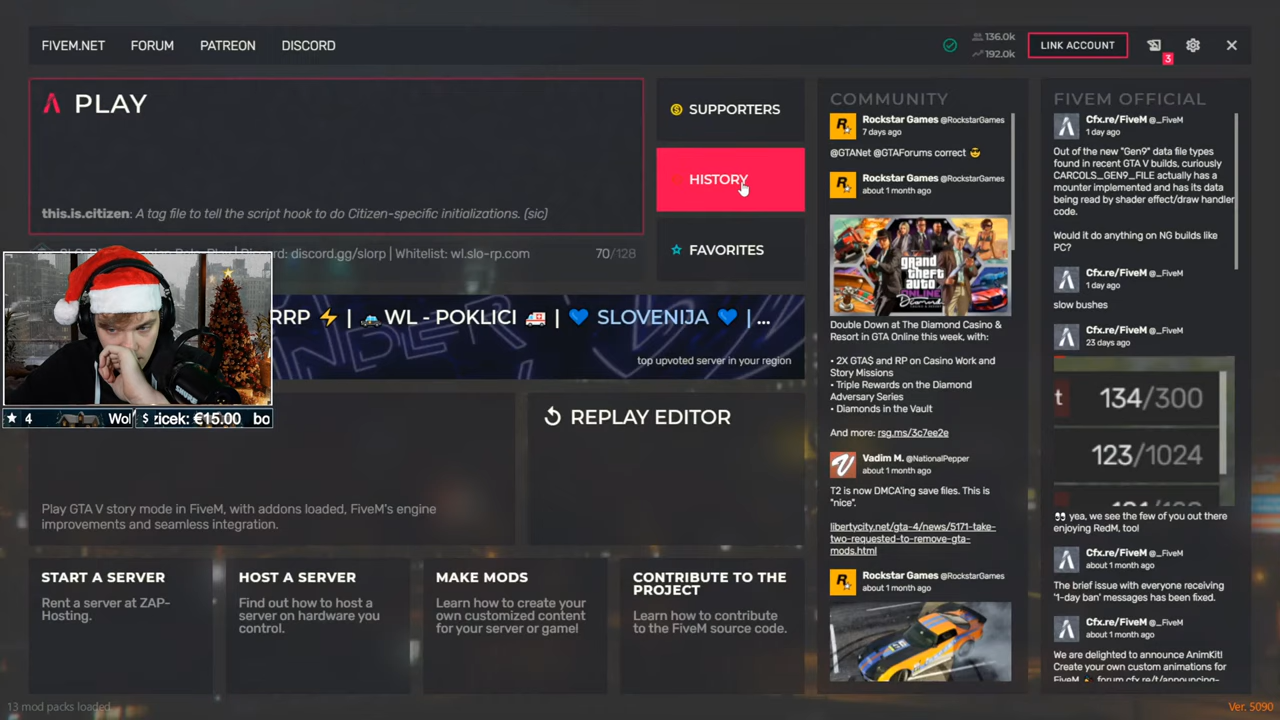 FIVEM.NET FORUM PATREON DISCORD
136.0k
192.0k
LINK ACCOUNT
3
PLAY
this.is.citizen: A tag file to tell the script hook to do Citizen-specific initializations. (sic)
Discord: discord.gg/slorp | Whitelist: wl.slo-rp.com 70/128
SUPPORTERS
HISTORY
FAVORITES
RRP ⚡ | 🚓WL - POKLICI 🚑 | 💙 SLOVENIJA 💙 | ...
top upvoted server in your region
★ 4 Wol $ zicek: €15.00 bo
REPLAY EDITOR
Play GTA V story mode in FiveM, with addons loaded, FiveM's engine
improvements and seamless integration.
START A SERVER
Rent a server at ZAP-
Hosting.
HOST A SERVER
Find out how to host a
server on hardware you
control.
MAKE MODS
Learn how to create your
own customized content
for your server or game!
CONTRIBUTE TO THE
PROJECT
Learn how to contribute
to the FiveM source code.
COMMUNITY
Rockstar Games @RockstarGames
7 days ago
@GTANet @GTAForums correct 😎
Rockstar Games @RockstarGames
about 1 month ago
grand
theft
auto
ONLINE
Diamond
Double Down at The Diamond Casino &
Resort in GTA Online this week, with:
• 2X GTA$ and RP on Casino Work and
Story Missions
• Triple Rewards on the Diamond
Adversary Series
• Diamonds in the Vault
And more: rsg.ms/3c7ee2e
Vadim M. @NationalPepper
about 1 month ago
T2 is now DMCA'ing save files. This is
"nice".
libertycity.net/gta-4/news/5171-take-
two-requested-to-remove-gta-
mods.html
Rockstar Games @RockstarGames
about 1 month ago
FIVEM OFFICIAL
Cfx.re/FiveM @_FiveM
1 day ago
Out of the new "Gen9" data file types
found in recent GTA V builds, curiously
CARCOLS_GEN9_FILE actually has a
mounter implemented and has its data
being read by shader effect/draw handler
code.
Would it do anything on NG builds like
PC?
Cfx.re/FiveM @_FiveM
1 day ago
slow bushes
Cfx.re/FiveM @_FiveM
23 days ago
t 134/300
123/1024
👀 yea, we see the few of you out there
enjoying RedM, too!
Cfx.re/FiveM @_FiveM
about 1 month ago
The brief issue with everyone receiving
'1-day ban' messages has been fixed.
Cfx.re/FiveM @_FiveM
about 1 month ago
We are delighted to announce AnimKit!
Create your own custom animations for
FiveM forum.cfx.re/t/announcing-
13 mod packs loaded.
Ver. 5090